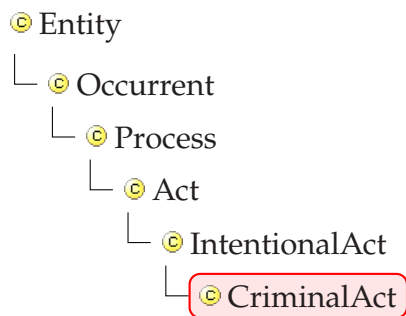 Entity
Occurrent
Process
Act
IntentionalAct
CriminalAct